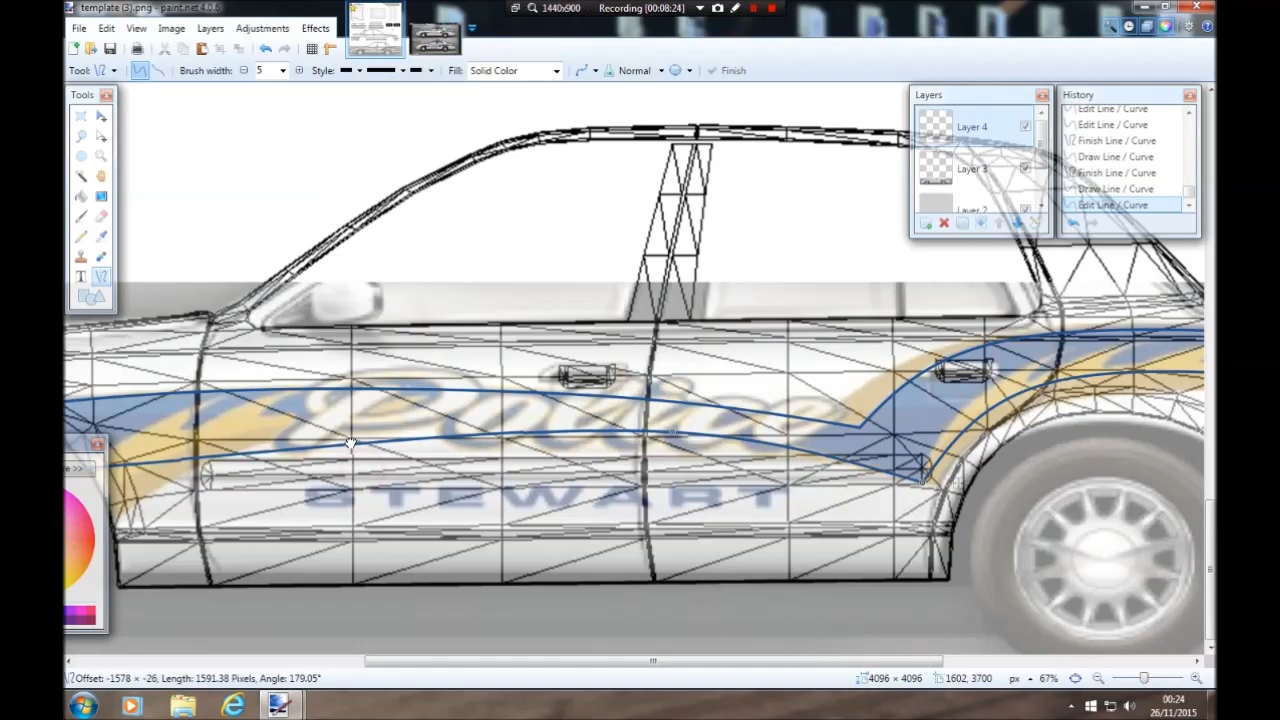 template (3).png - paint.net 4.0.6
1440x900
Recording [00:08:24]
File Edit View Image Layers Adjustments Effects
Tool: Brush width: 5 Style: Fill: Solid Color Normal Finish
Tools
Layers
Layer 4
Layer 3
Layer 2
History
Edit Line / Curve
Edit Line / Curve
Finish Line / Curve
Draw Line / Curve
Finish Line / Curve
Draw Line / Curve
Edit Line / Curve
Police
STEWART
>>
Offset: -1578 × -26, Length: 1591.38 Pixels, Angle: 179.05°
4096 × 4096
1602, 3700
px
67%
00:24
26/11/2015